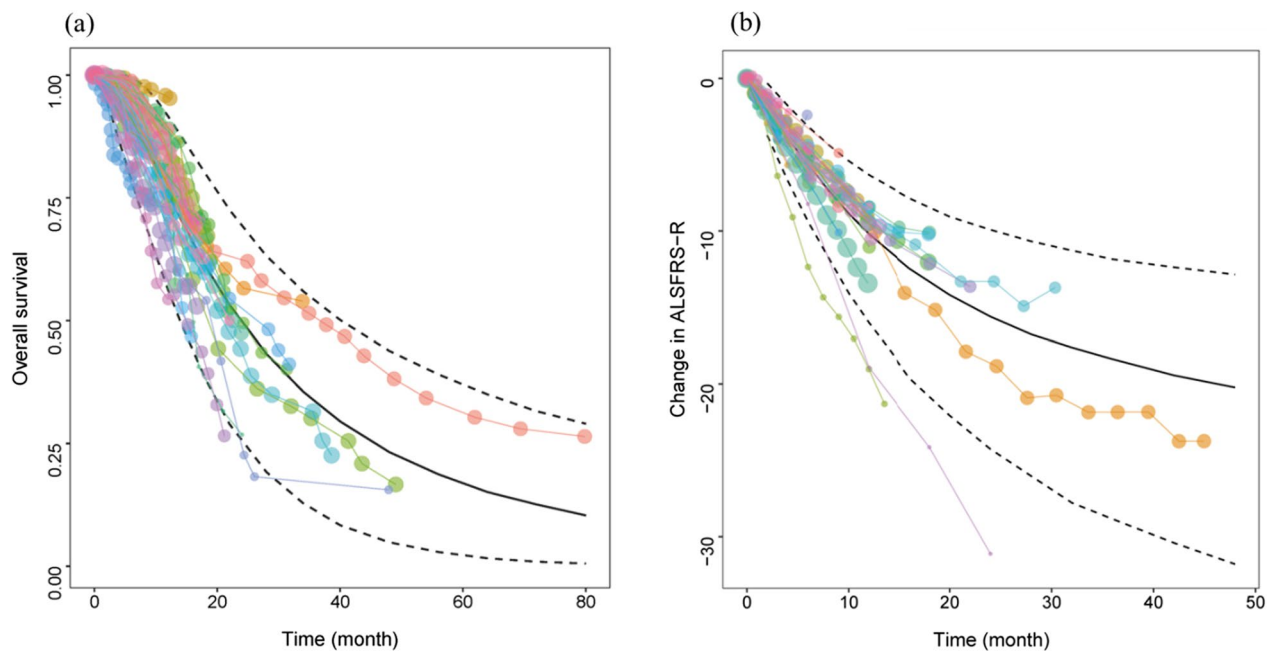 (a)
Overall survival
1.00
0.75
0.50
0.25
0.00
0 20 40 60 80
Time (month)
(b)
Change in ALSFRS−R
0
−10
−20
−30
0 10 20 30 40 50
Time (month)